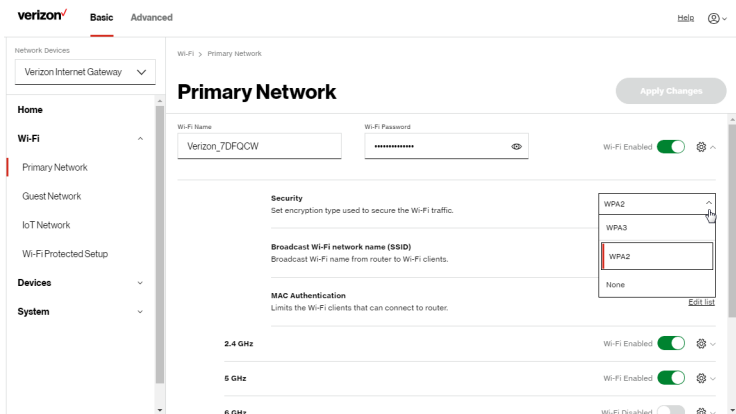 verizon
Basic
Advanced
Help
Network Devices
Verizon Internet Gateway
Home
Wi-Fi
Primary Network
Guest Network
IoT Network
Wi-Fi Protected Setup
Devices
System
Wi-Fi > Primary Network
Primary Network
Apply Changes
Wi-Fi Name
Verizon_7DFQCW
Wi-Fi Password
••••••••••••••
Wi-Fi Enabled
Security
Set encryption type used to secure the Wi-Fi traffic.
WPA2
WPA3
WPA2
None
Broadcast Wi-Fi network name (SSID)
Broadcast Wi-Fi name from router to Wi-Fi clients.
MAC Authentication
Limits the Wi-Fi clients that can connect to router.
Edit list
2.4 GHz
Wi-Fi Enabled
5 GHz
Wi-Fi Enabled
6 GHz
Wi-Fi Disabled